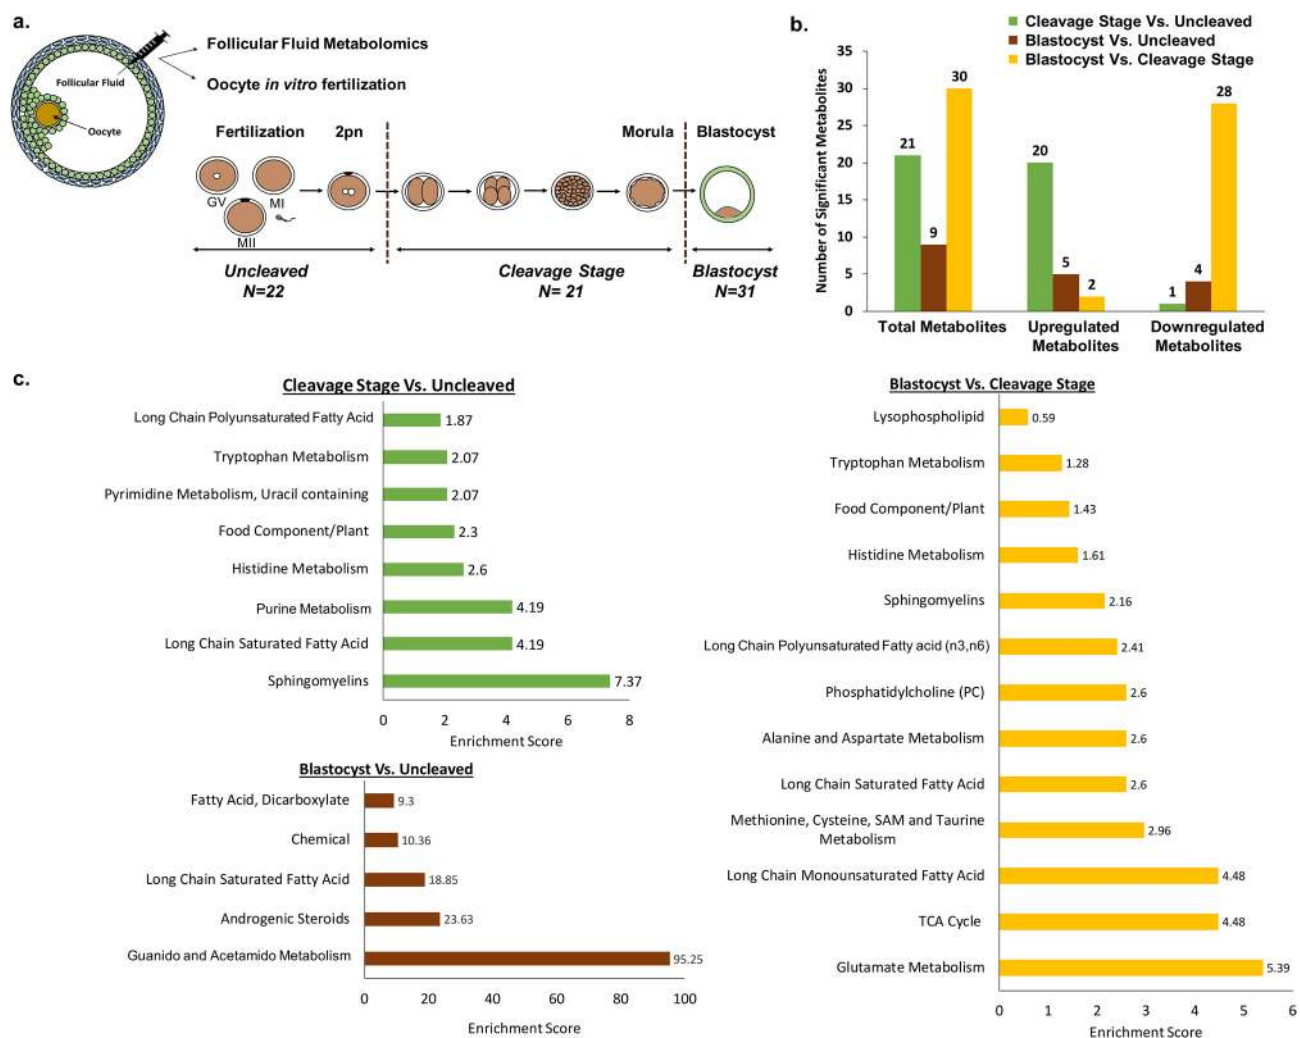 a.
Follicular Fluid Metabolomics
Follicular Fluid
Oocyte in vitro fertilization
Oocyte
Fertilization 2pn Morula Blastocyst
GV MI
MII
Uncleaved Cleavage Stage Blastocyst
N=22 N= 21 N=31
b.
Cleavage Stage Vs. Uncleaved
Blastocyst Vs. Uncleaved
Blastocyst Vs. Cleavage Stage
Number of Significant Metabolites
35
30
25
20
15
10
5
0
21 9 30
20 5 2
1 4 28
Total Metabolites Upregulated Downregulated
Metabolites Metabolites
c.
Cleavage Stage Vs. Uncleaved
Long Chain Polyunsaturated Fatty Acid 1.87
Tryptophan Metabolism 2.07
Pyrimidine Metabolism, Uracil containing 2.07
Food Component/Plant 2.3
Histidine Metabolism 2.6
Purine Metabolism 4.19
Long Chain Saturated Fatty Acid 4.19
Sphingomyelins 7.37
0 2 4 6 8
Enrichment Score
Blastocyst Vs. Uncleaved
Fatty Acid, Dicarboxylate 9.3
Chemical 10.36
Long Chain Saturated Fatty Acid 18.85
Androgenic Steroids 23.63
Guanido and Acetamido Metabolism 95.25
0 20 40 60 80 100
Enrichment Score
Blastocyst Vs. Cleavage Stage
Lysophospholipid 0.59
Tryptophan Metabolism 1.28
Food Component/Plant 1.43
Histidine Metabolism 1.61
Sphingomyelins 2.16
Long Chain Polyunsaturated Fatty acid (n3,n6) 2.41
Phosphatidylcholine (PC) 2.6
Alanine and Aspartate Metabolism 2.6
Long Chain Saturated Fatty Acid 2.6
Methionine, Cysteine, SAM and Taurine
Metabolism 2.96
Long Chain Monounsaturated Fatty Acid 4.48
TCA Cycle 4.48
Glutamate Metabolism 5.39
0 1 2 3 4 5 6
Enrichment Score